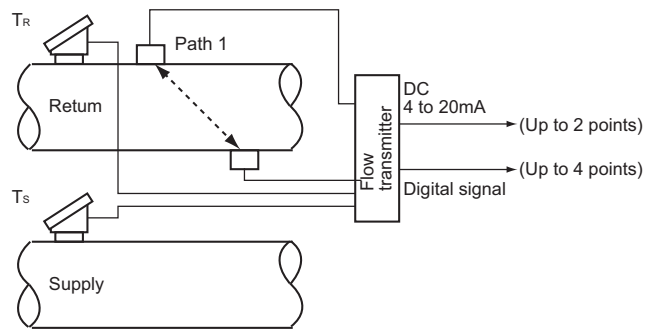 TR
Path 1
Retum
DC
4 to 20mA
(Up to 2 points)
Flow
transmitter
(Up to 4 points)
Digital signal
TS
Supply